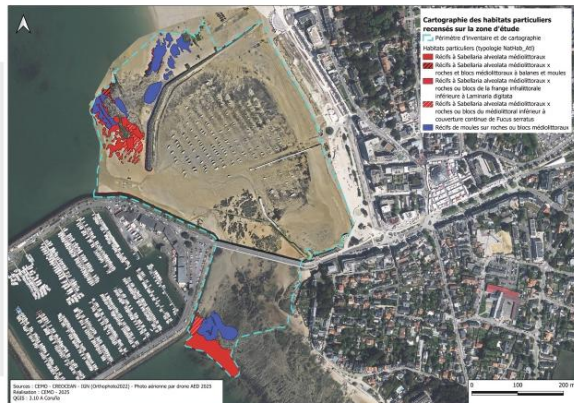 Cartographie des habitats particuliers
recensés sur la zone d'étude
Périmètre d'inventaire et de cartographie
Habitats particuliers (typologie NatHab_Atl)
Récifs à Sabellaria alveolata médiolittoraux
Récifs à Sabellaria alveolata médiolittoraux x
roches et blocs médiolittoraux à balanes et moules
Récifs à Sabellaria alveolata médiolittoraux x
roches ou blocs de la frange infralittorale
inférieure à Laminaria digitata
Récifs à Sabellaria alveolata médiolittoraux x
roches ou blocs du médiolittoral inférieur à
couverture continue de Fucus serratus
Récifs de moules sur roches ou blocs médiolittoraux
Sources : CEMO - CREOCEAN - IGN (Orthophoto2022) - Photo aérienne par drone AED 2025
Réalisation : CEMO - 2025
QGIS : 3.10 A Coruña
0 100 200 m